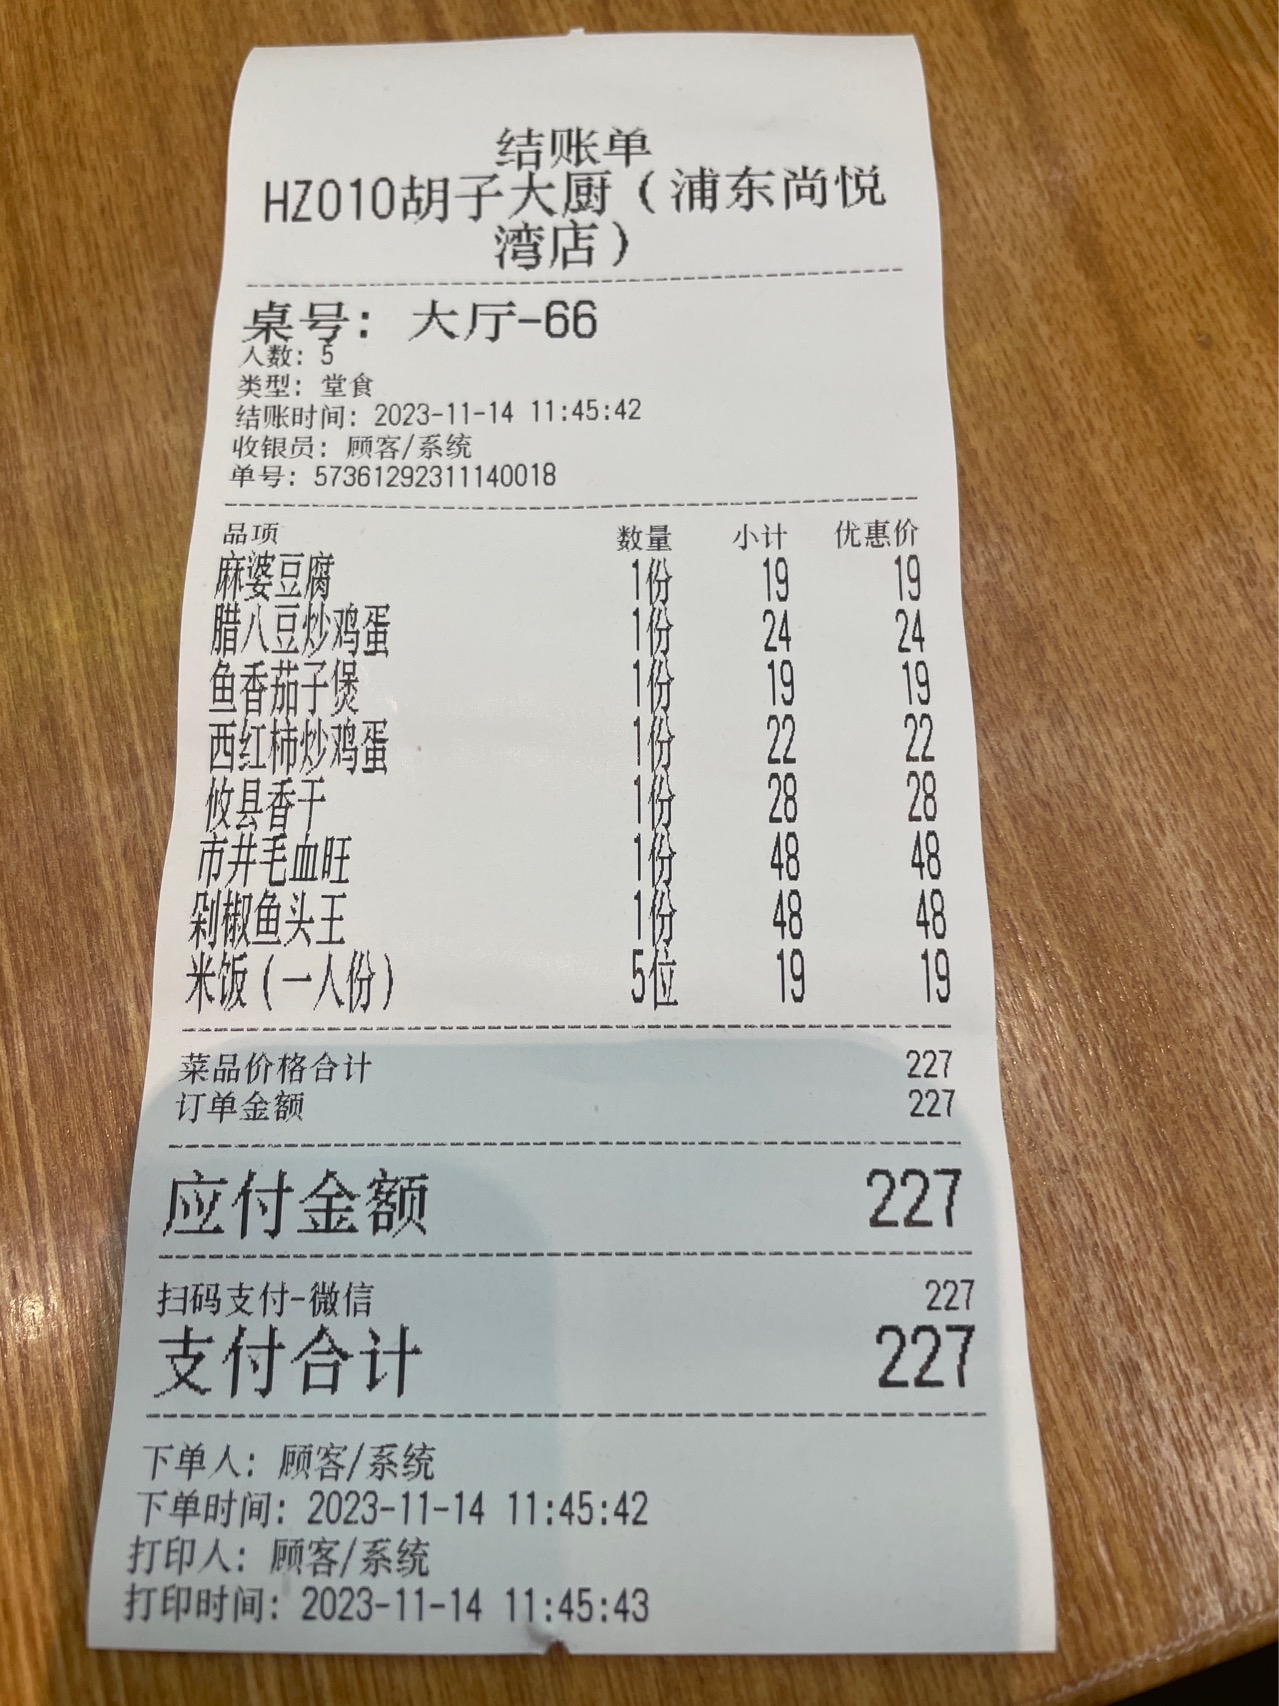 结账单
HZ010胡子大厨（浦东尚悦
湾店）
桌号： 大厅-66
人数：5
类型：堂食
结账时间：2023-11-14 11:45:42
收银员：顾客/系统
单号：57361292311140018
品项 数量 小计 优惠价
麻婆豆腐 1份 19 19
腊八豆炒鸡蛋 1份 24 24
鱼香茄子煲 1份 19 19
西红柿炒鸡蛋 1份 22 22
攸县香干 1份 28 28
市井毛血旺 1份 48 48
剁椒鱼头王 1份 48 48
米饭（一人份） 5位 19 19
菜品价格合计 227
订单金额 227
应付金额 227
扫码支付-微信 227
支付合计 227
下单人：顾客/系统
下单时间：2023-11-14 11:45:42
打印人：顾客/系统
打印时间：2023-11-14 11:45:43